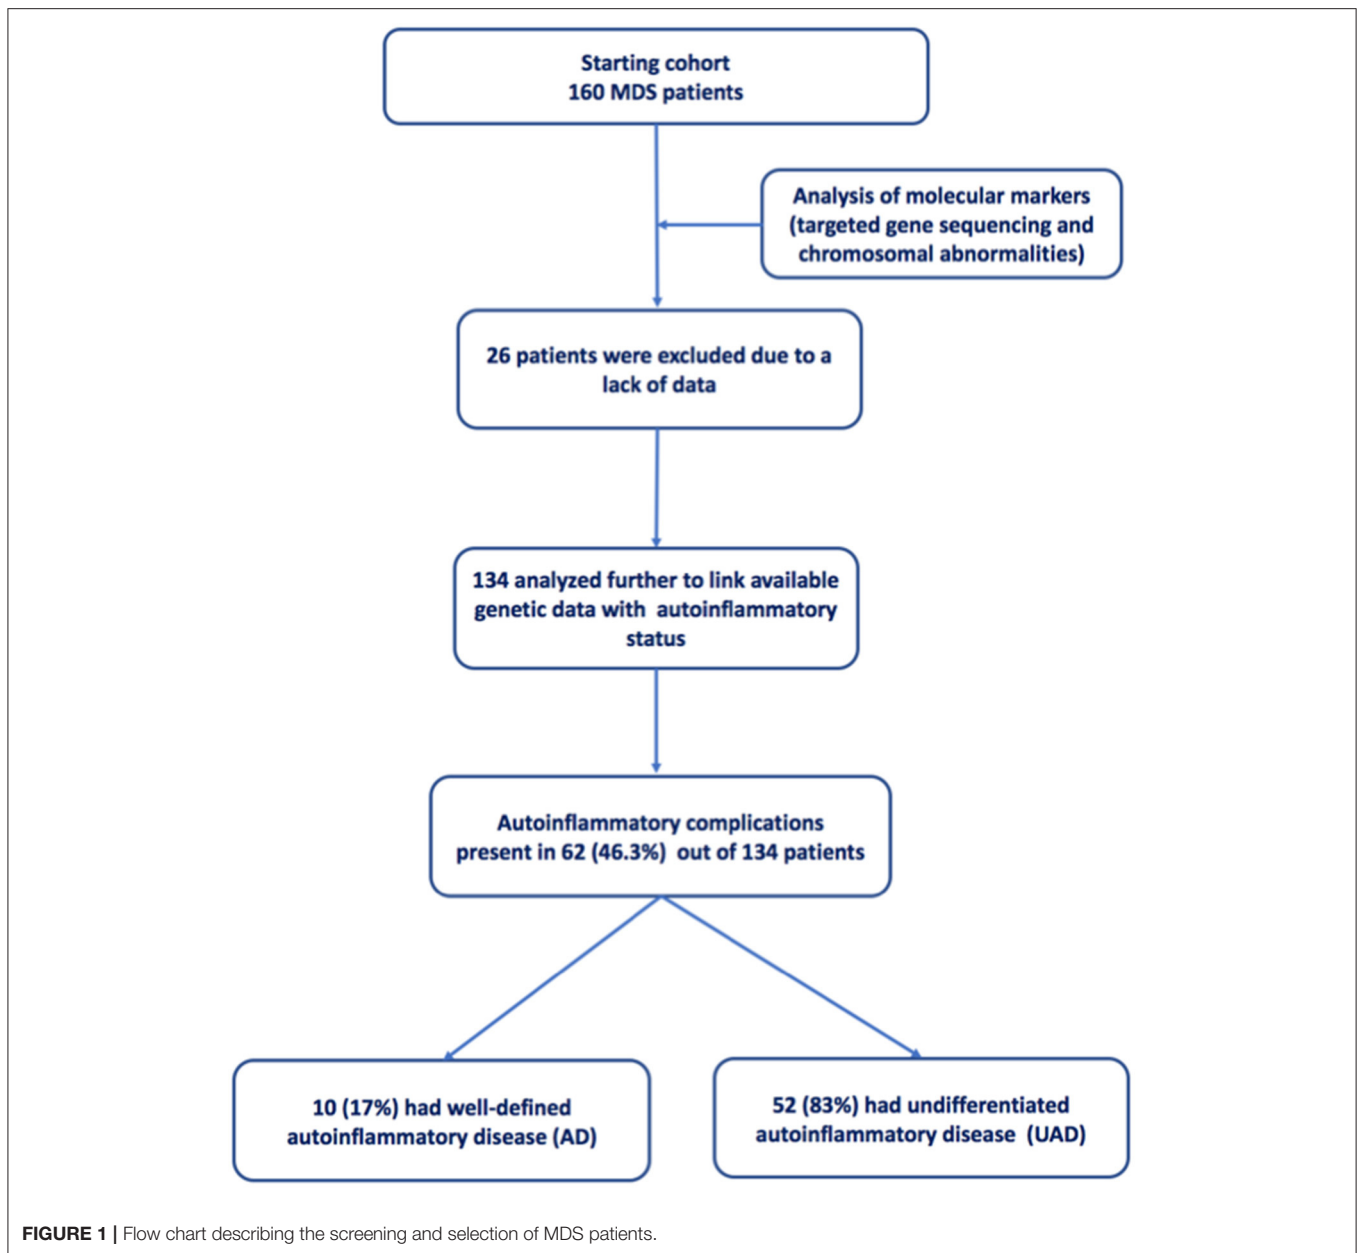 Starting cohort
160 MDS patients
Analysis of molecular markers
(targeted gene sequencing and
chromosomal abnormalities)
26 patients were excluded due to a
lack of data
134 analyzed further to link available
genetic data with autoinflammatory
status
Autoinflammatory complications
present in 62 (46.3%) out of 134 patients
10 (17%) had well-defined
autoinflammatory disease (AD)
52 (83%) had undifferentiated
autoinflammatory disease (UAD)
FIGURE 1 | Flow chart describing the screening and selection of MDS patients.